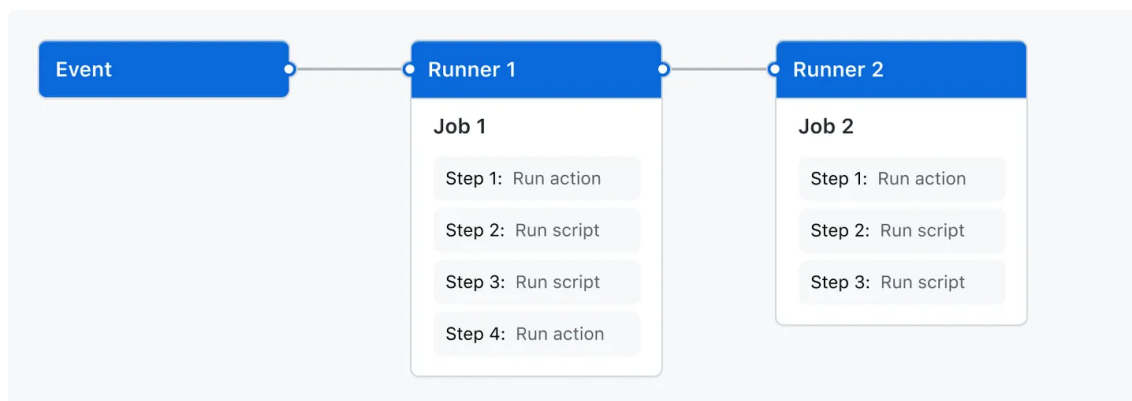 Event
Runner 1
Job 1
Step 1: Run action
Step 2: Run script
Step 3: Run script
Step 4: Run action
Runner 2
Job 2
Step 1: Run action
Step 2: Run script
Step 3: Run script